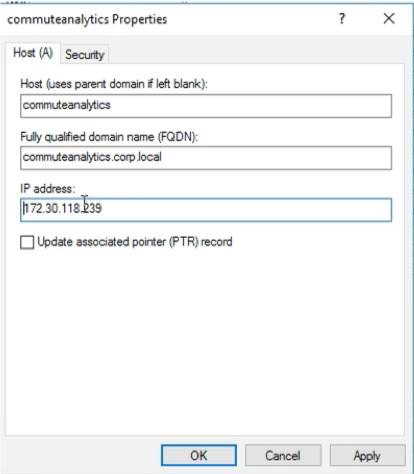 commuteanalytics Properties
?
Host (A)
Security
Host (uses parent domain if left blank):
commuteanalytics
Fully qualified domain name (FQDN):
commuteanalytics.corp.local
IP address:
172.30.118.239
Update associated pointer (PTR) record
OK
Cancel
Apply